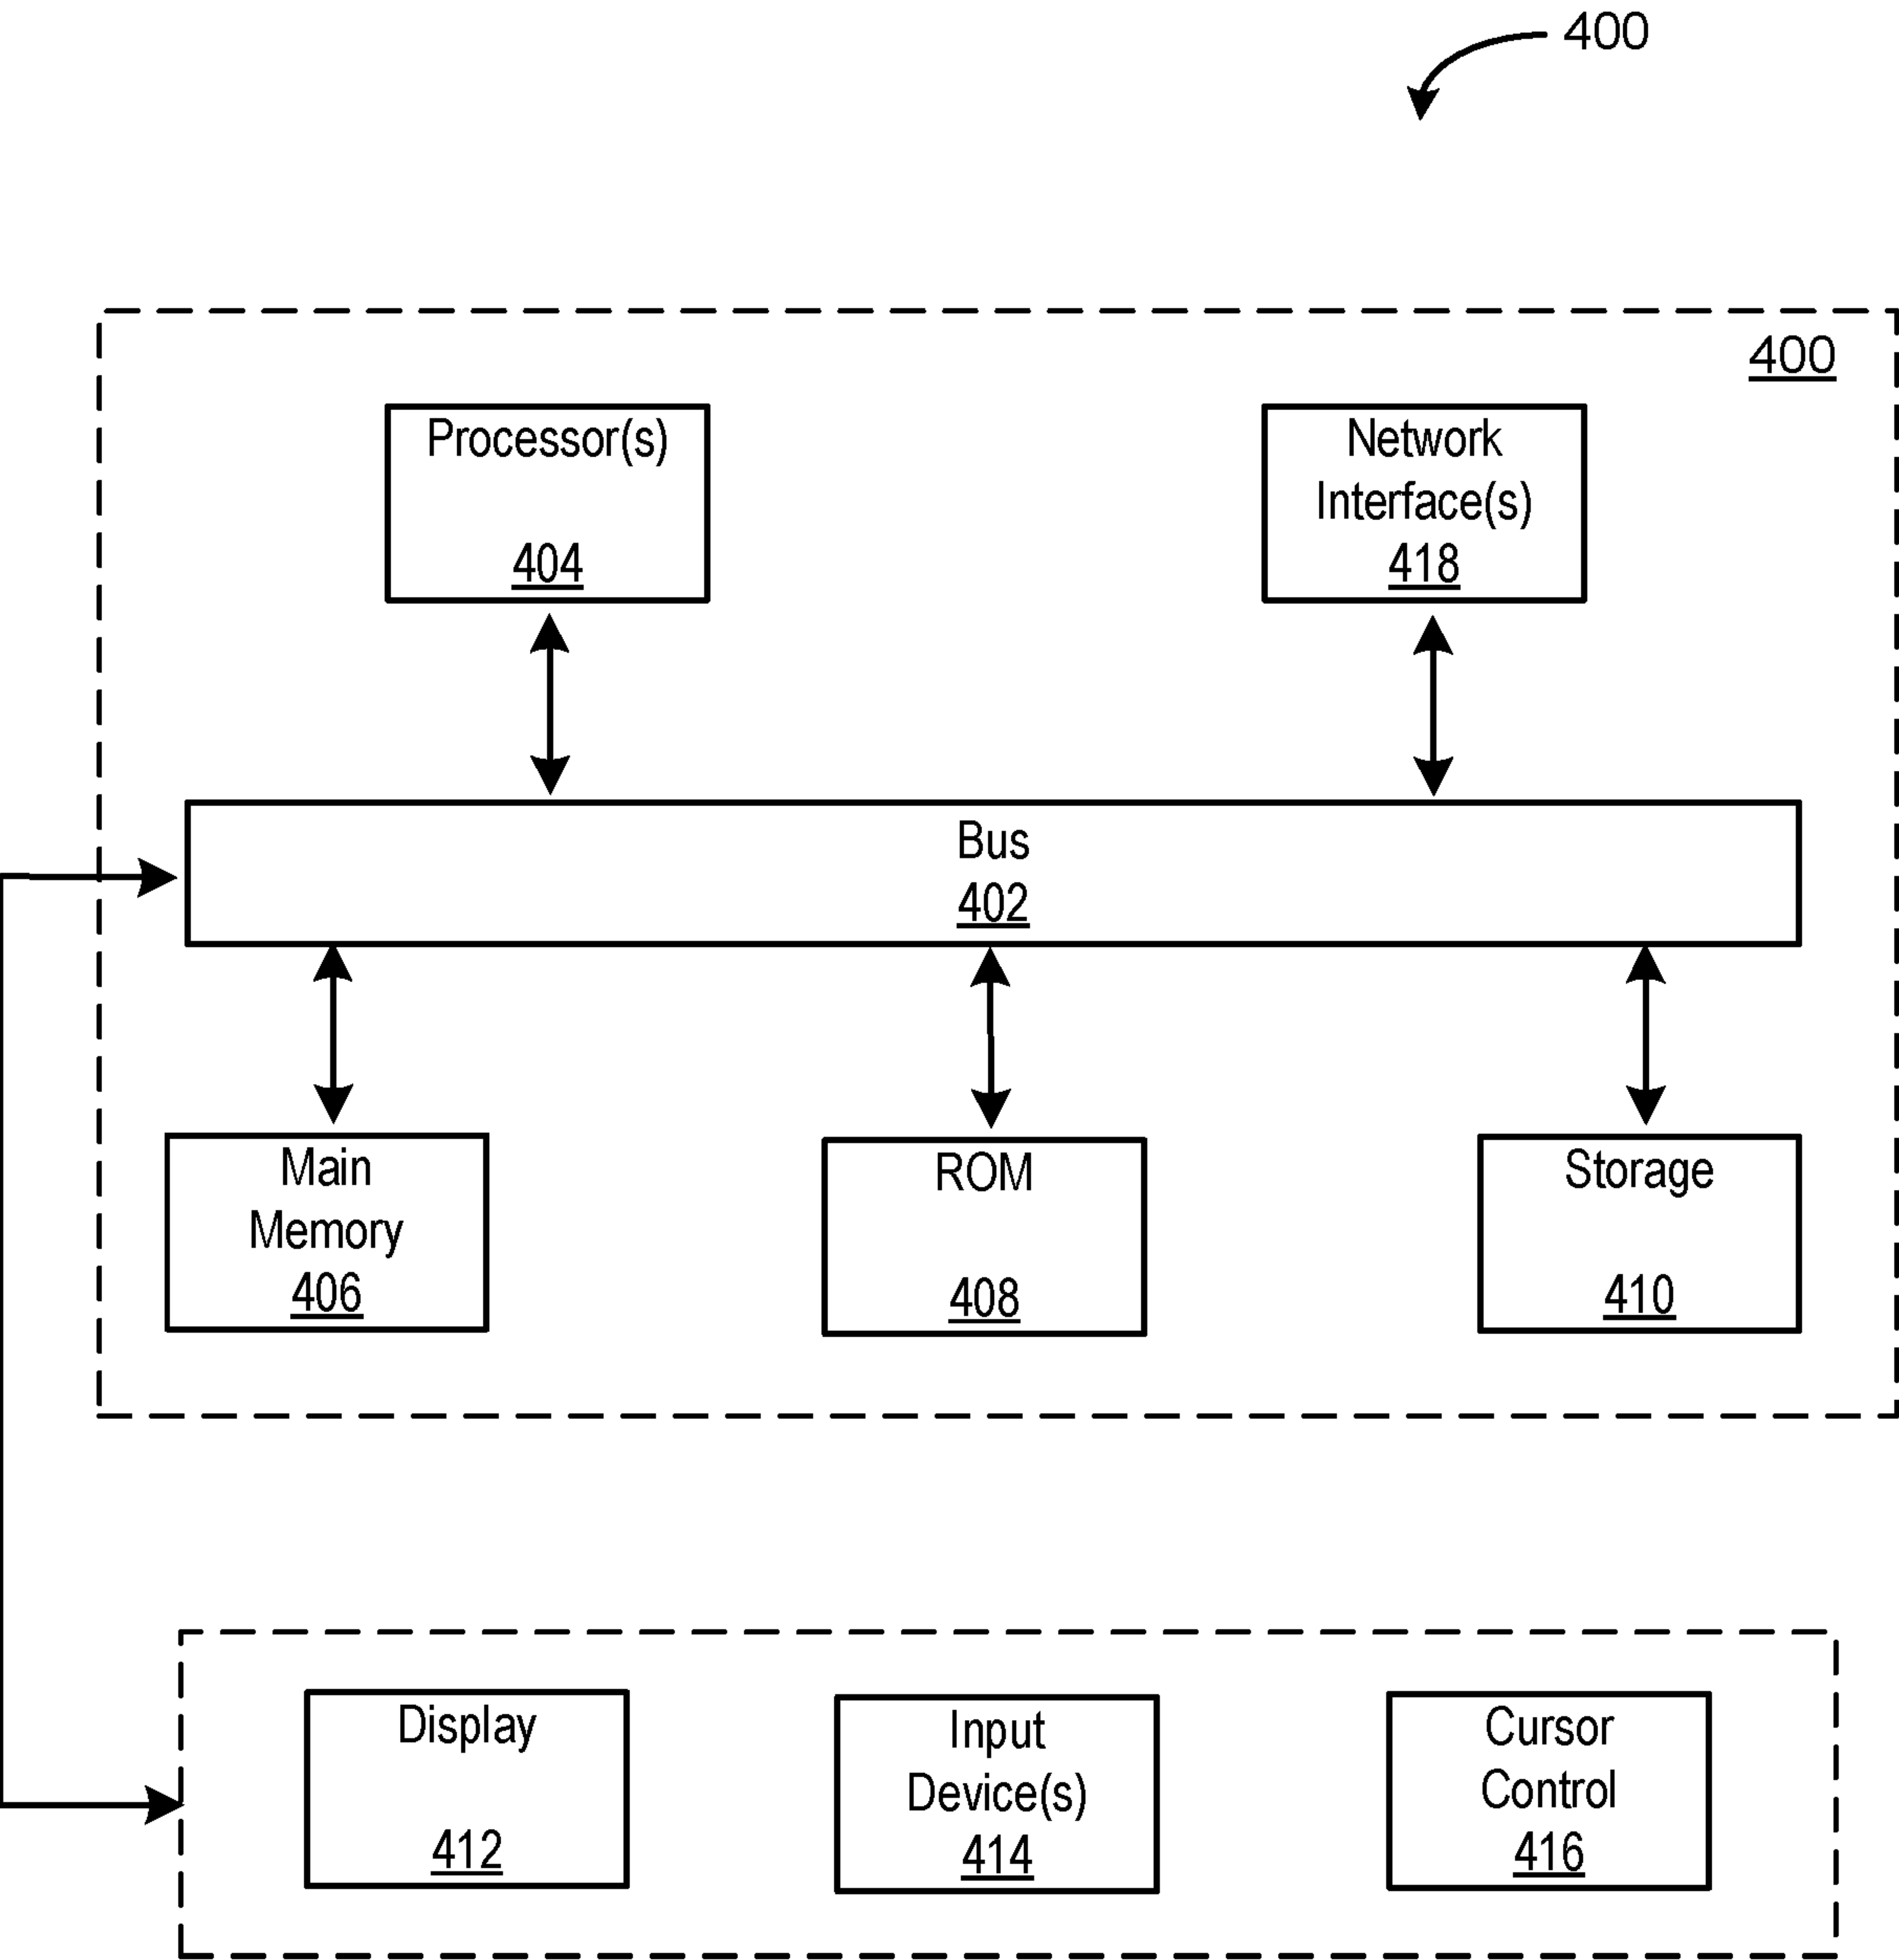 400
400
Processor(s)
404
Network
Interface(s)
418
Bus
402
Main
Memory
406
ROM
408
Storage
410
Display
412
Input
Device(s)
414
Cursor
Control
416